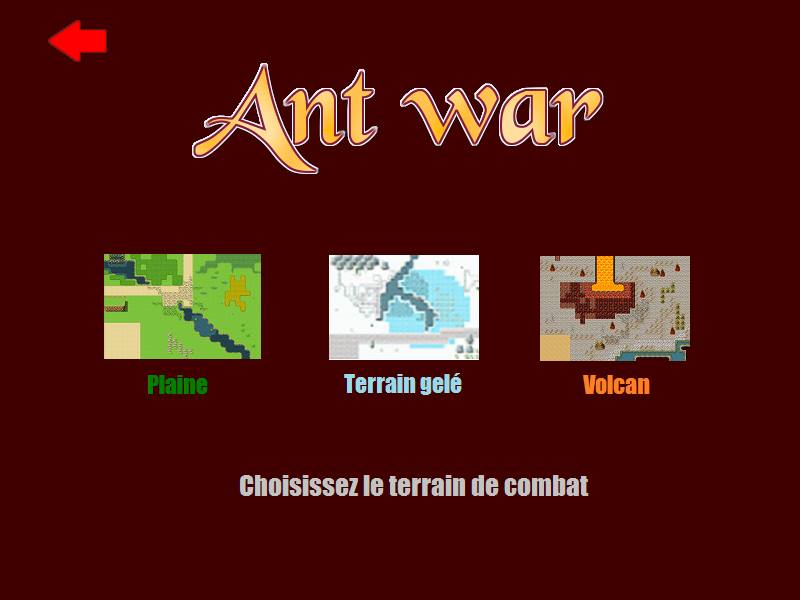 Ant war
Plaine
Terrain gelé
Volcan
Choisissez le terrain de combat